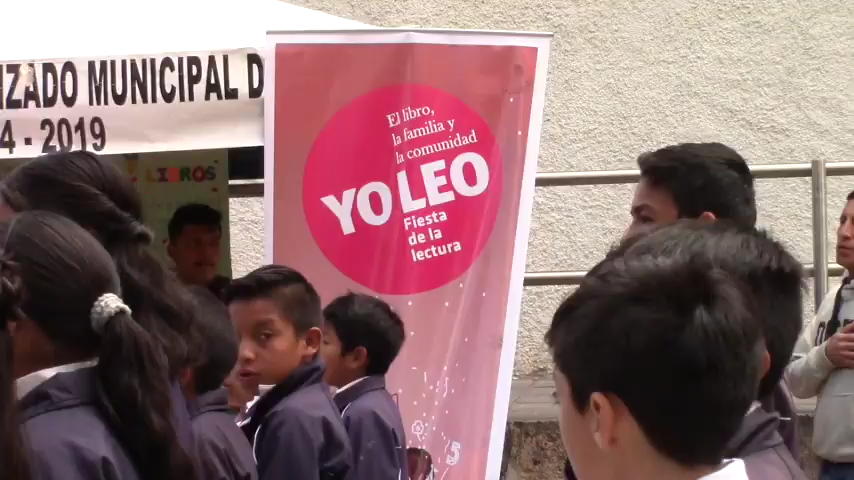 IZADO MUNICIPAL D
4 - 2019
LIBROS
El libro,
la familia y
la comunidad
YO LEO
Fiesta
de la
lectura